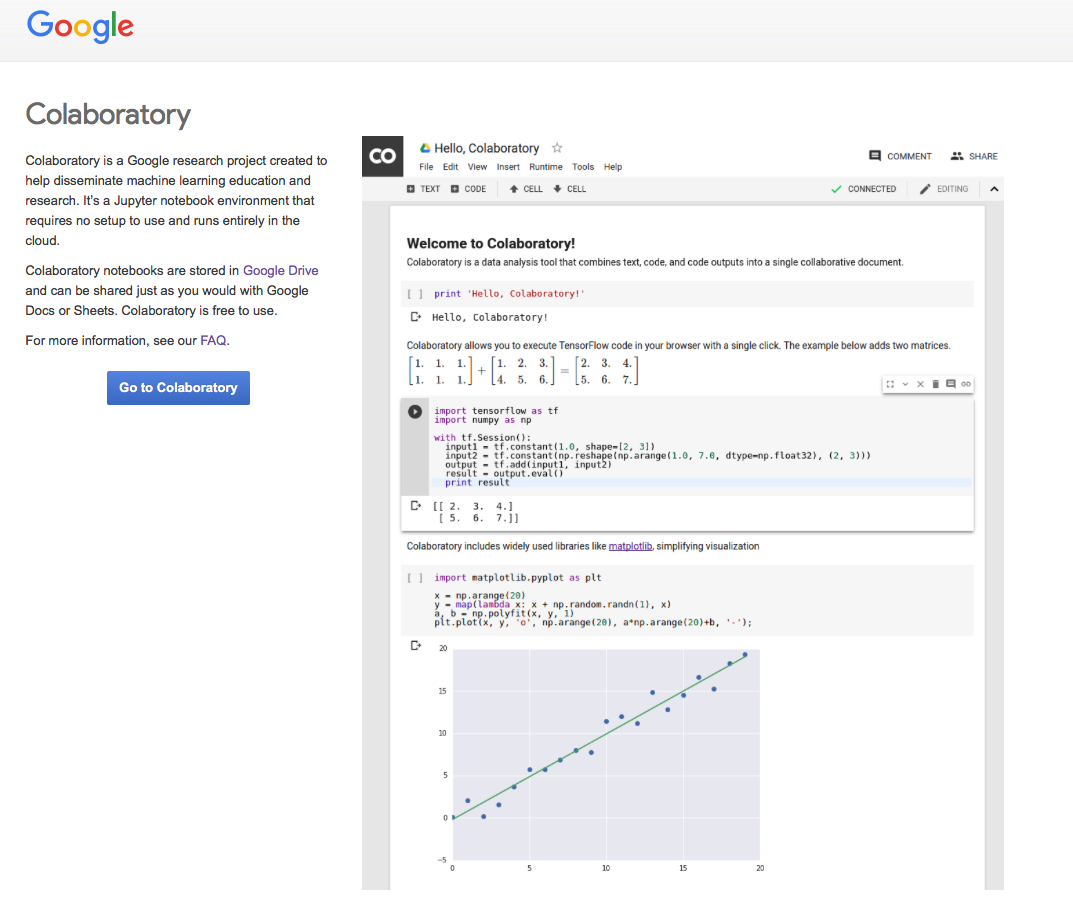 Google
Colaboratory
Colaboratory is a Google research project created to
help disseminate machine learning education and
research. It's a Jupyter notebook environment that
requires no setup to use and runs entirely in the
cloud.
Colaboratory notebooks are stored in Google Drive
and can be shared just as you would with Google
Docs or Sheets. Colaboratory is free to use.
For more information, see our FAQ.
Go to Colaboratory
CO
Hello, Colaboratory
COMMENT SHARE
File Edit View Insert Runtime Tools Help
TEXT CODE CELL CELL CONNECTED EDITING
Welcome to Colaboratory!
Colaboratory is a data analysis tool that combines text, code, and code outputs into a single collaborative document.
[ ] print 'Hello, Colaboratory!'
Hello, Colaboratory!
Colaboratory allows you to execute TensorFlow code in your browser with a single click. The example below adds two matrices.
[1. 1. 1.] + [1. 2. 3.] = [2. 3. 4.]
[1. 1. 1.] [4. 5. 6.] [5. 6. 7.]
import tensorflow as tf
import numpy as np
with tf.Session():
input1 = tf.constant(1.0, shape=[2, 3])
input2 = tf.constant(np.reshape(np.arange(1.0, 7.0, dtype=np.float32), (2, 3)))
output = tf.add(input1, input2)
result = output.eval()
print result
[[ 2. 3. 4.]
[ 5. 6. 7.]]
Colaboratory includes widely used libraries like matplotlib, simplifying visualization
[ ] import matplotlib.pyplot as plt
x = np.arange(20)
y = map(lambda x: x + np.random.randn(1), x)
a, b = np.polyfit(x, y, 1)
plt.plot(x, y, 'o', np.arange(20), a*np.arange(20)+b, '-');
20
15
10
5
0
−5
0 5 10 15 20